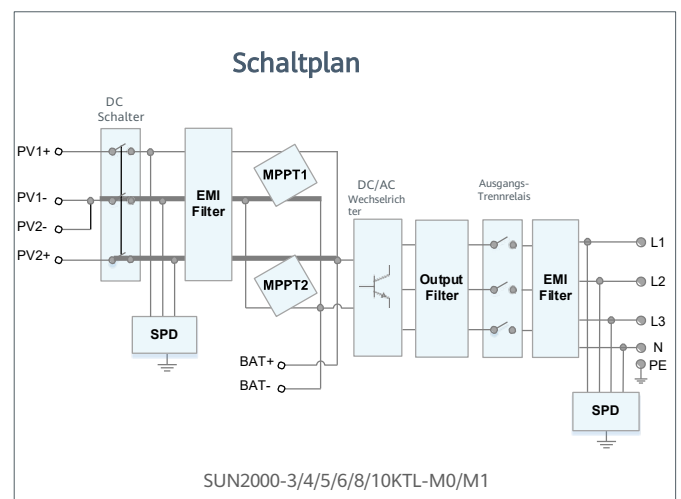 Schaltplan
DC
Schalter
PV1+
PV1-
PV2-
PV2+
EMI
Filter
MPPT1
MPPT2
SPD
BAT+
BAT-
DC/AC
Wechselrich
ter
Output
Filter
Ausgangs-
Trennrelais
EMI
Filter
L1
L2
L3
N
PE
SPD
SUN2000-3/4/5/6/8/10KTL-M0/M1